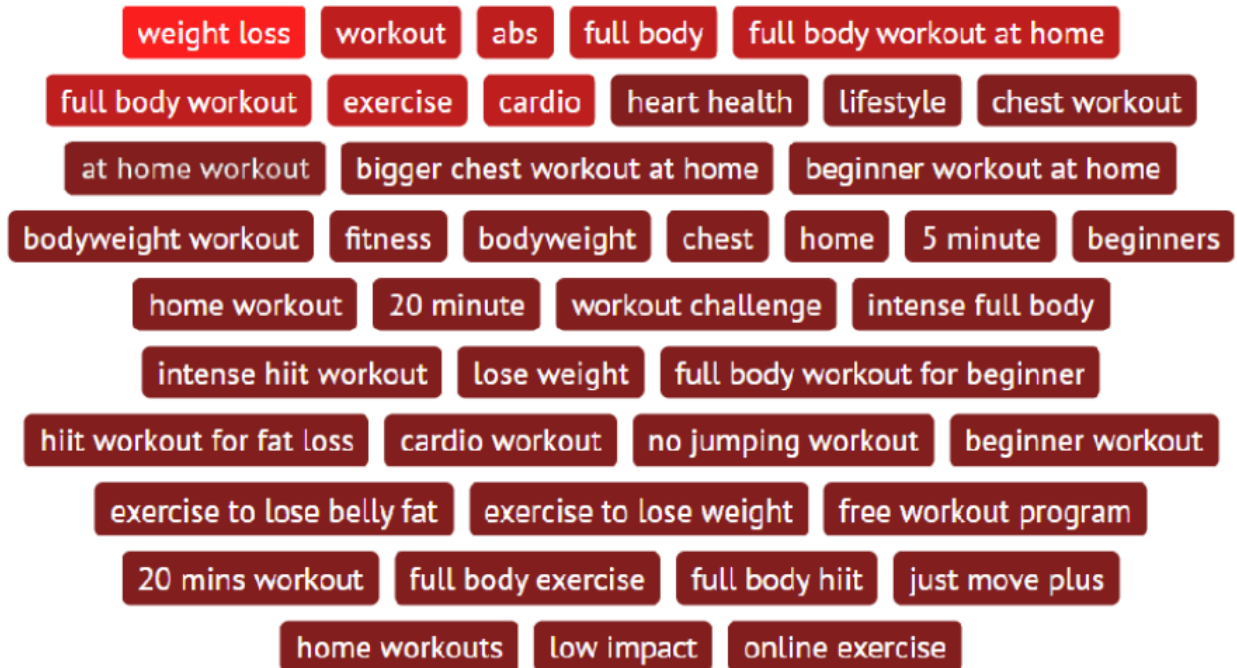 weight loss workout abs full body full body workout at home
full body workout exercise cardio heart health lifestyle chest workout
at home workout bigger chest workout at home beginner workout at home
bodyweight workout fitness bodyweight chest home 5 minute beginners
home workout 20 minute workout challenge intense full body
intense hiit workout lose weight full body workout for beginner
hiit workout for fat loss cardio workout no jumping workout beginner workout
exercise to lose belly fat exercise to lose weight free workout program
20 mins workout full body exercise full body hiit just move plus
home workouts low impact online exercise